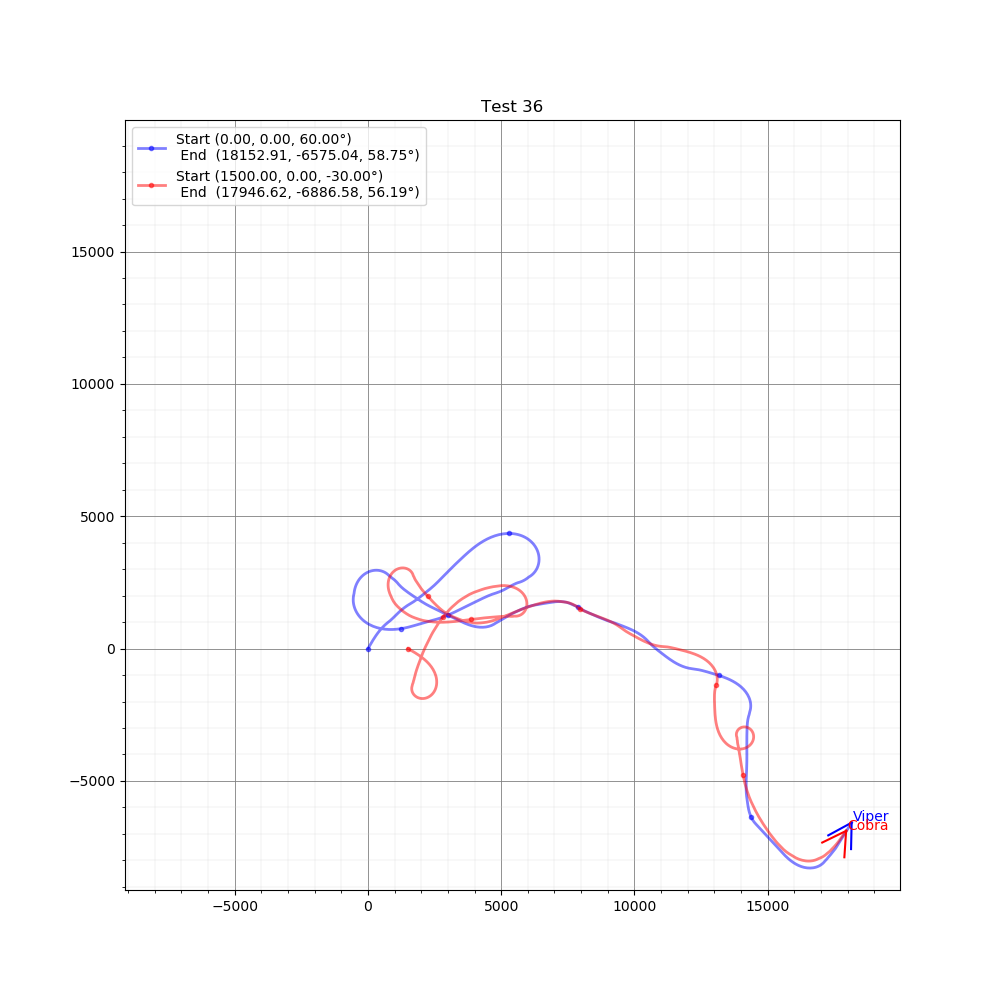 Test 36
Start (0.00, 0.00, 60.00°)
End (18152.91, -6575.04, 58.75°)
Start (1500.00, 0.00, -30.00°)
End (17946.62, -6886.58, 56.19°)
15000
10000
5000
0
−5000
Viper
Cobra
−5000 0 5000 10000 15000